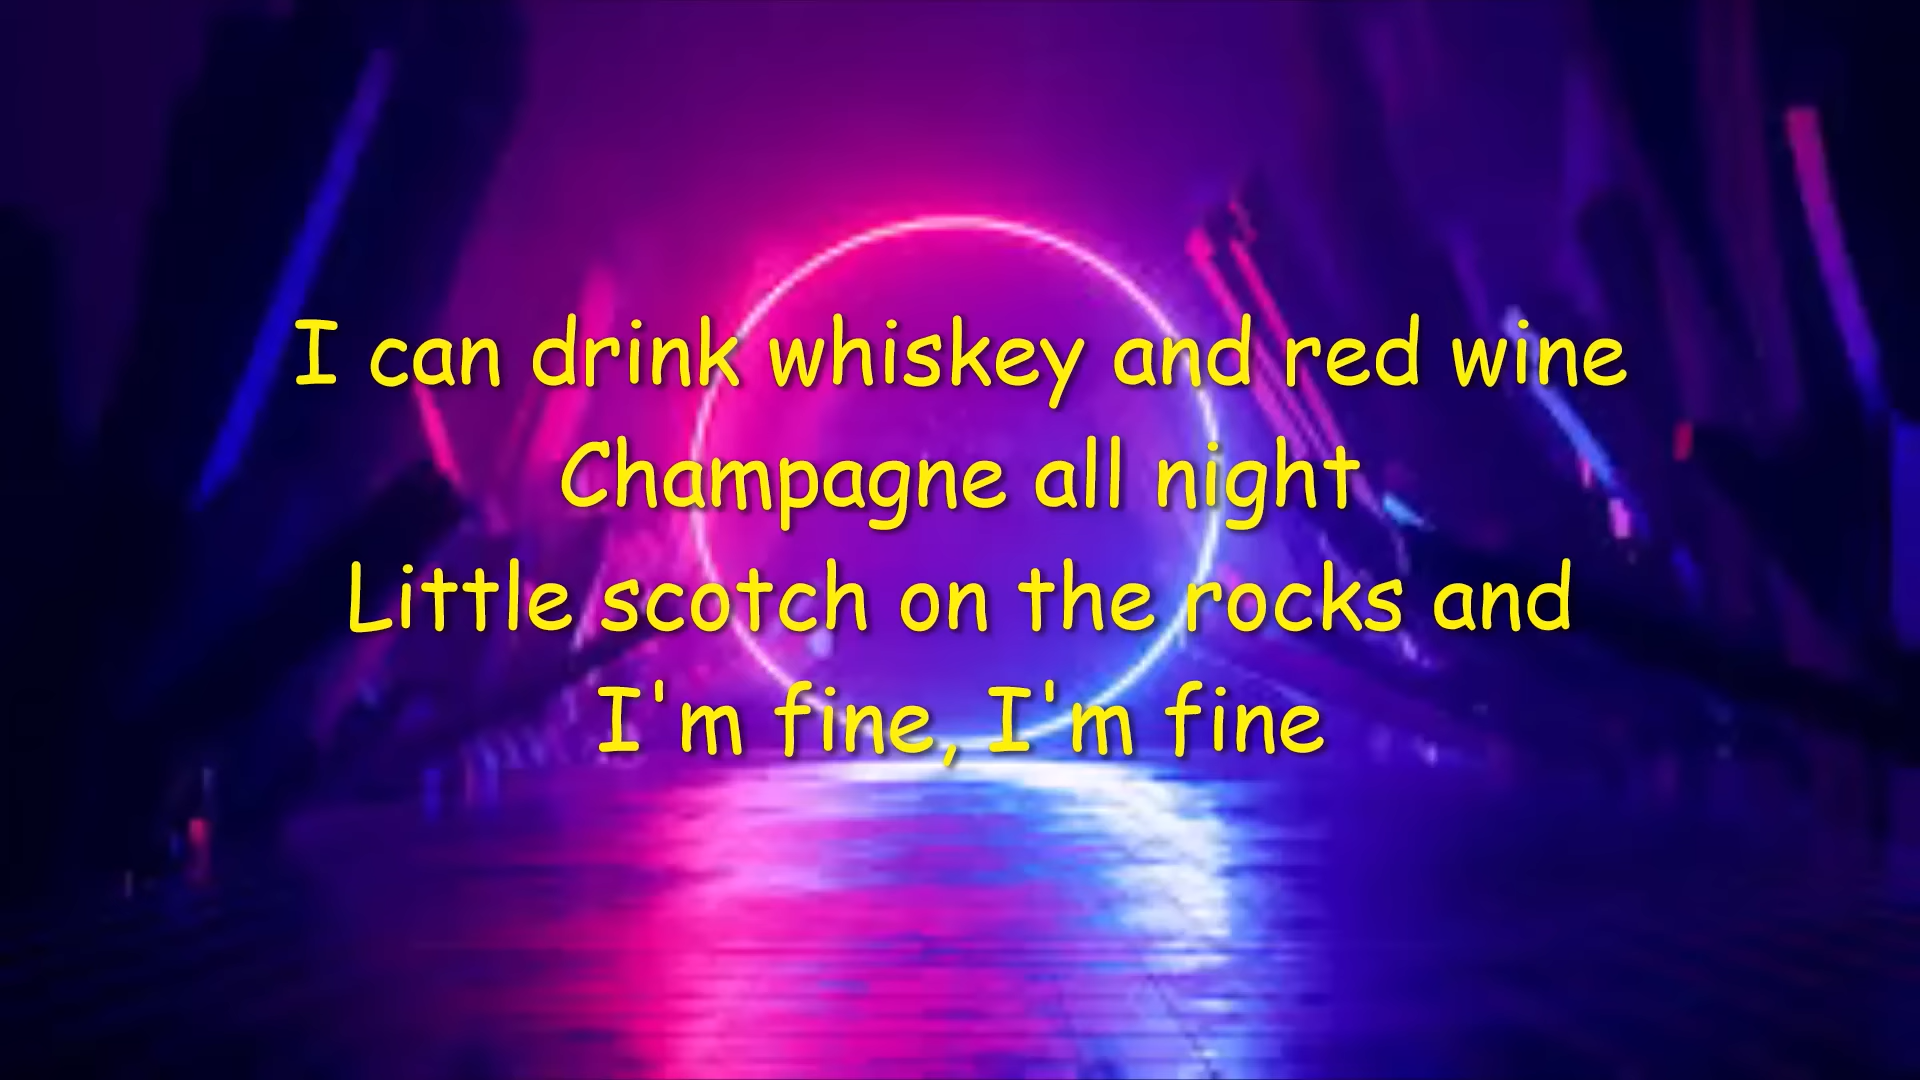 I can drink whiskey and red wine
Champagne all night
Little scotch on the rocks and
I'm fine, I'm fine